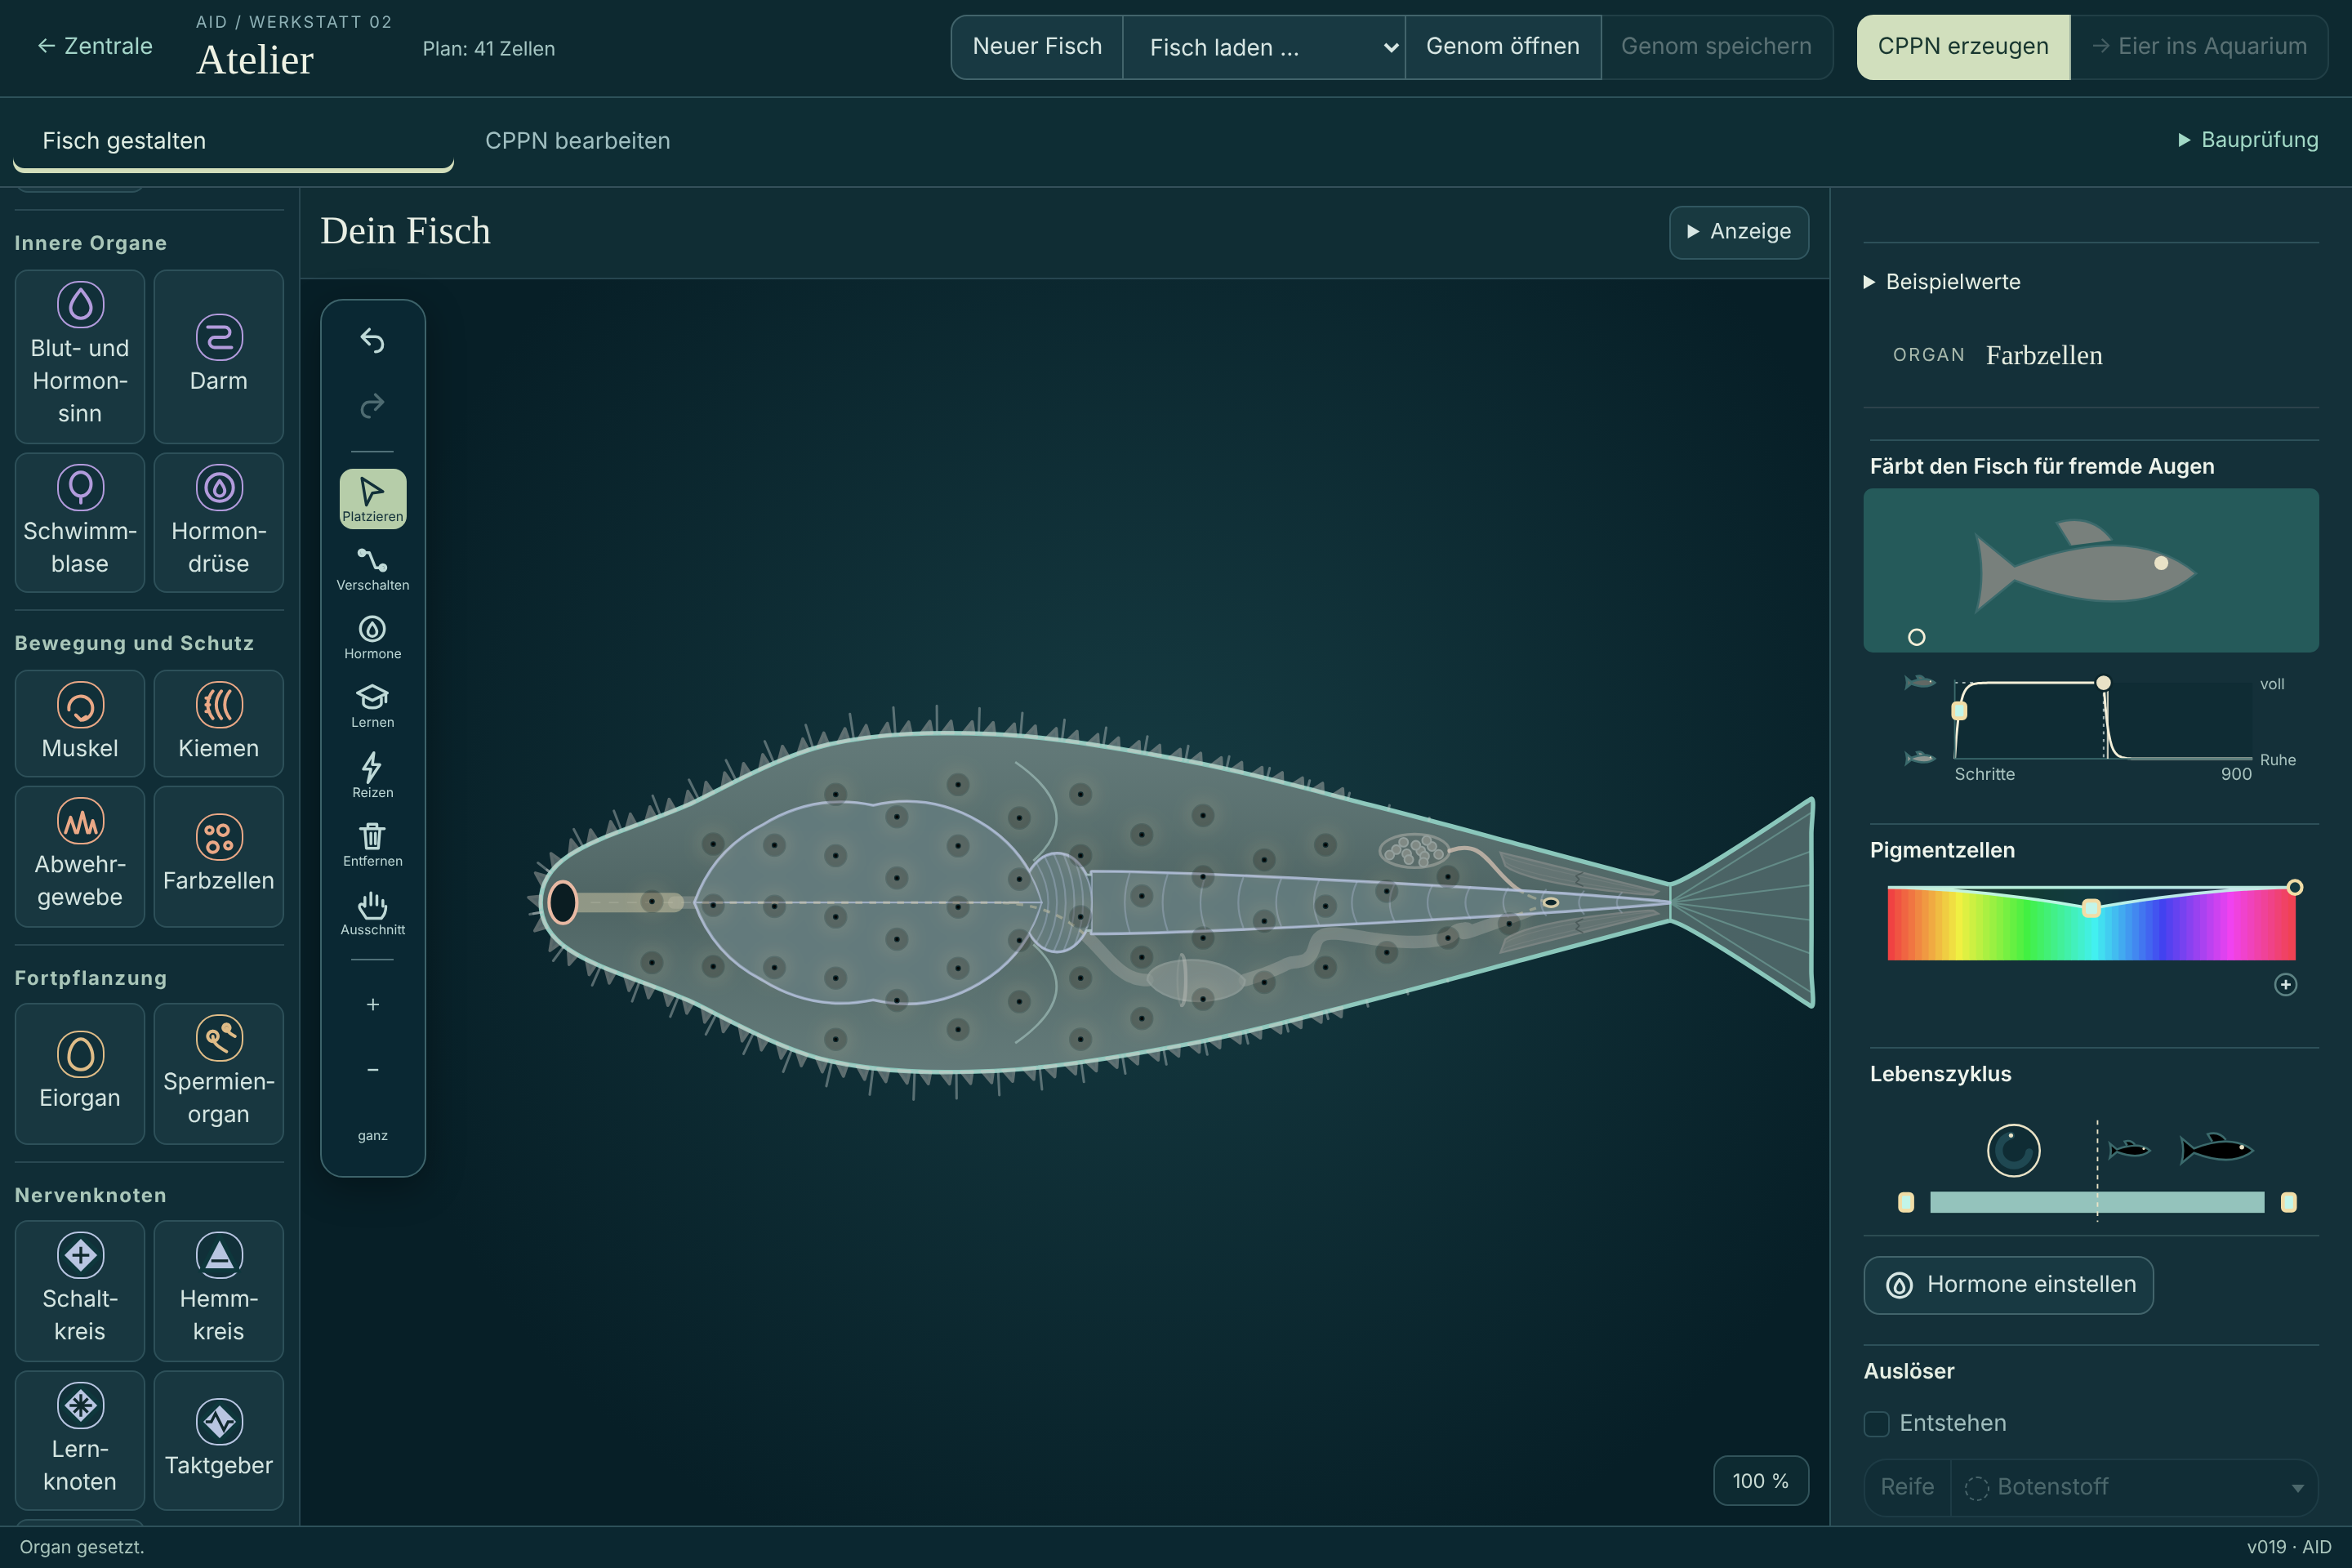 ← Zentrale
AID / WERKSTATT 02
Atelier
Plan: 41 Zellen
Neuer Fisch
Fisch laden ...
Genom öffnen
Genom speichern
CPPN erzeugen
→ Eier ins Aquarium
Fisch gestalten
CPPN bearbeiten
Bauprüfung
Innere Organe
Blut- und
Hormon-
sinn
Darm
Schwimm-
blase
Hormon-
drüse
Bewegung und Schutz
Muskel
Kiemen
Abwehr-
gewebe
Farbzellen
Fortpflanzung
Eiorgan
Spermien-
organ
Nervenknoten
Schalt-
kreis
Hemm-
kreis
Lern-
knoten
Taktgeber
Dein Fisch
Anzeige
Platzieren
Verschalten
Hormone
Lernen
Reizen
Entfernen
Ausschnitt
+
−
ganz
100 %
Beispielwerte
ORGAN Farbzellen
Färbt den Fisch für fremde Augen
voll
Ruhe
Schritte 900
Pigmentzellen
Lebenszyklus
Hormone einstellen
Auslöser
Entstehen
Reife
Botenstoff
Organ gesetzt.
v019 · AID